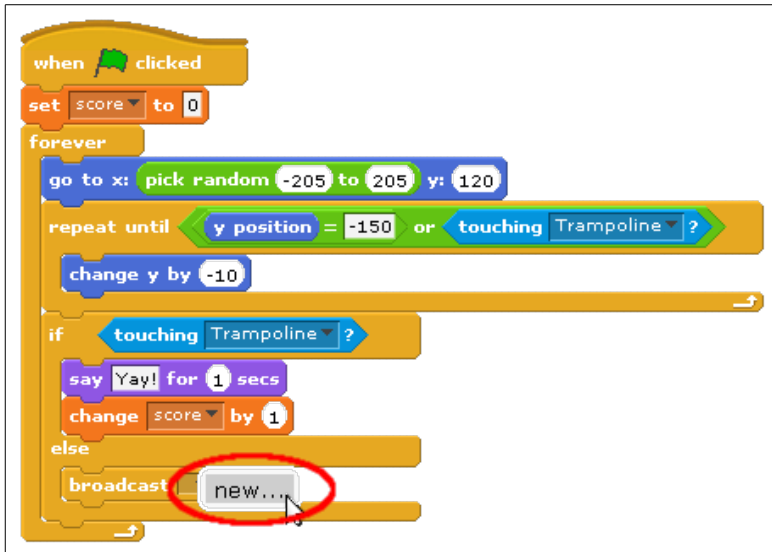 when clicked
set score to 0
forever
go to x: pick random -205 to 205 y: 120
repeat until y position = -150 or touching Trampoline ?
change y by -10
if touching Trampoline ?
say Yay! for 1 secs
change score by 1
else
broadcast new...